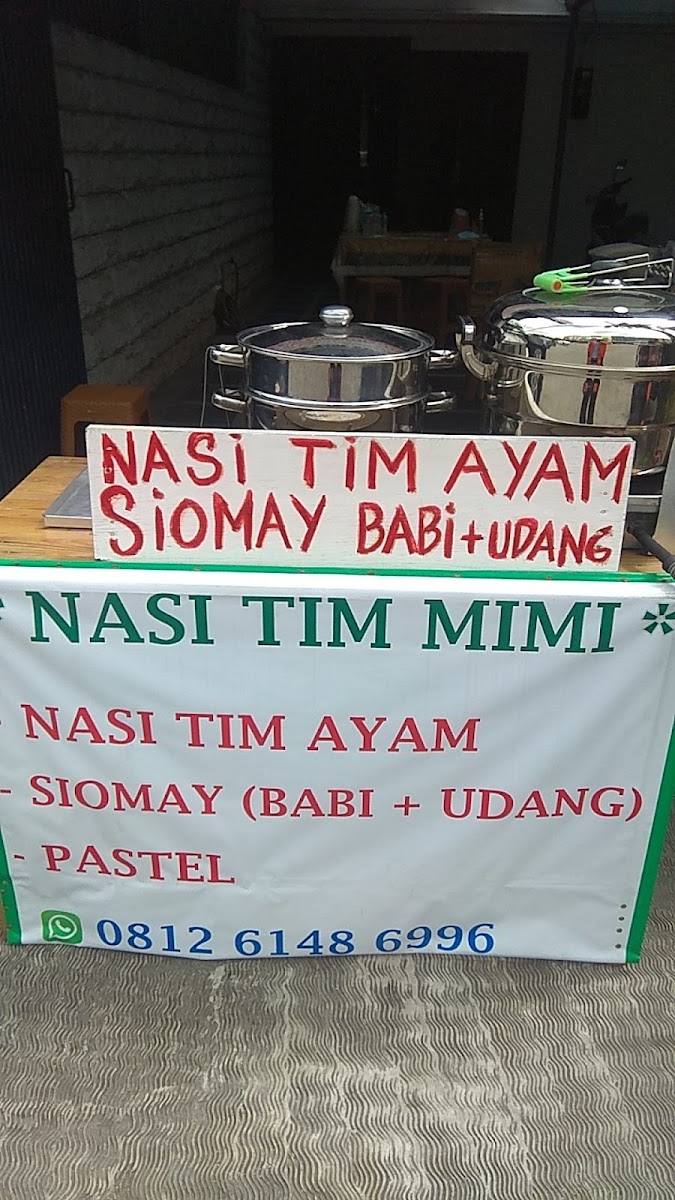 NASi TiM AYAM
SiOMAY BABi+UDANG
* NASI TIM MIMI *
- NASI TIM AYAM
- SIOMAY (BABI + UDANG)
- PASTEL
0812 6148 6996